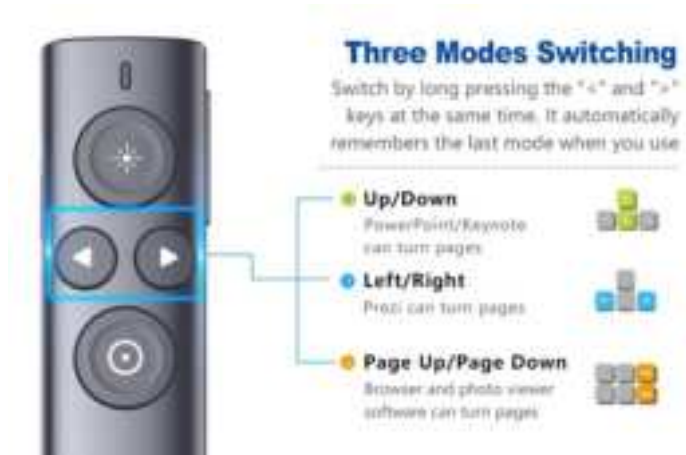 Three Modes Switching
Switch by long pressing the "<" and ">"
keys at the same time. It automatically
remembers the last mode when you use
Up/Down
PowerPoint/Keynote
can turn pages
Left/Right
Prezi can turn pages
Page Up/Page Down
Browser and photo viewer
software can turn pages